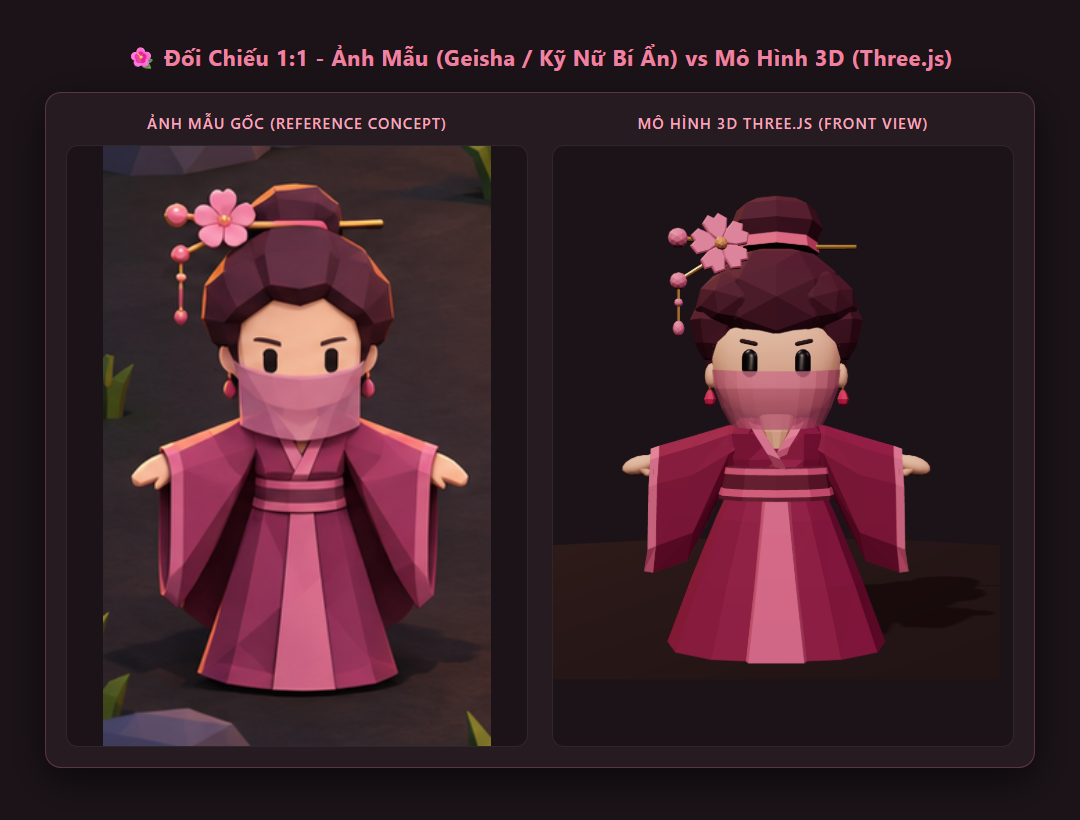 🌺 Đối Chiếu 1:1 - Ảnh Mẫu (Geisha / Kỹ Nữ Bí Ẩn) vs Mô Hình 3D (Three.js)
ẢNH MẪU GỐC (REFERENCE CONCEPT)
MÔ HÌNH 3D THREE.JS (FRONT VIEW)